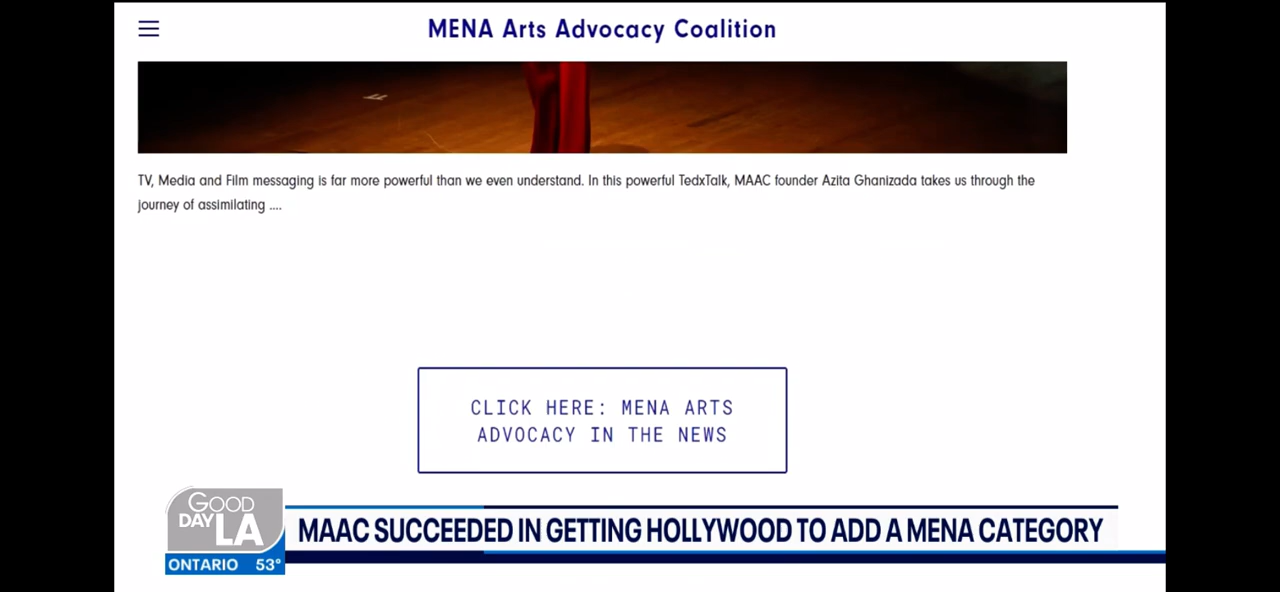 MENA Arts Advocacy Coalition
TV, Media and Film messaging is far more powerful than we even understand. In this powerful TedxTalk, MAAC founder Azita Ghanizada takes us through the
journey of assimilating ....
CLICK HERE: MENA ARTS
ADVOCACY IN THE NEWS
GOOD
DAY LA
MAAC SUCCEEDED IN GETTING HOLLYWOOD TO ADD A MENA CATEGORY
ONTARIO 53°